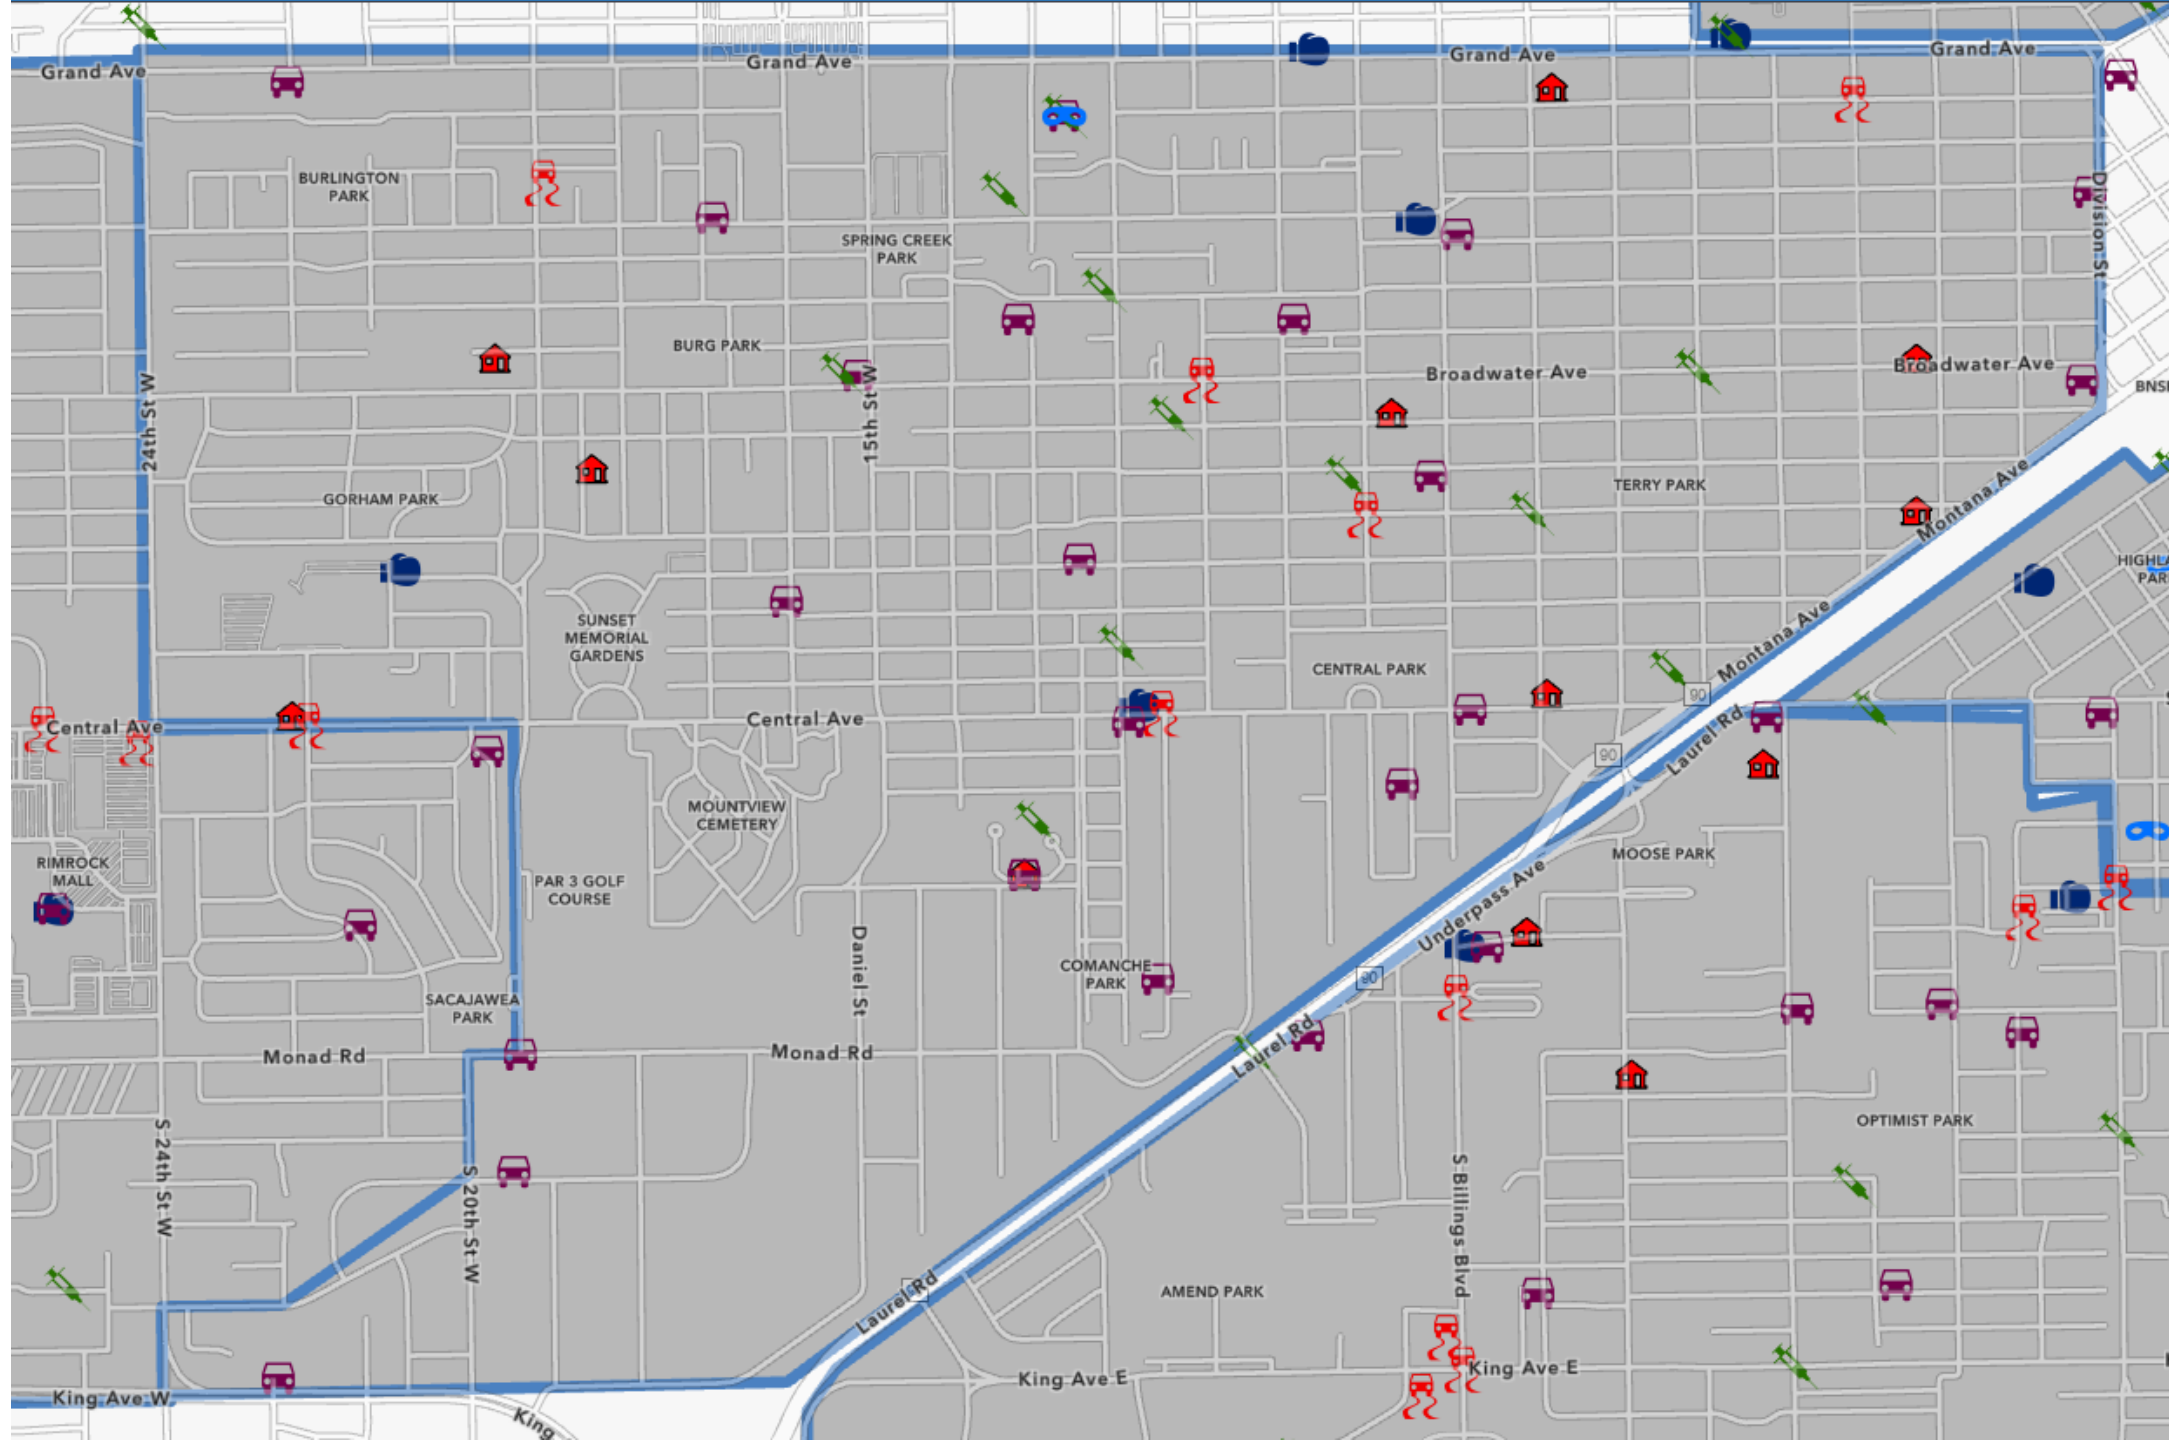 Grand Ave
Grand Ave
Grand Ave
Grand Ave
BURLINGTON
PARK
SPRING CREEK
PARK
Division St
BURG PARK
Broadwater Ave
Broadwater Ave
BNS
24th St W
15th St W
GORHAM PARK
TERRY PARK
Montana Ave
HIGHLA
PAR
SUNSET
MEMORIAL
GARDENS
CENTRAL PARK
Montana Ave
90
Central Ave
Central Ave
Laurel Rd
90
MOUNTVIEW
CEMETERY
RIMROCK
MALL
PAR 3 GOLF
COURSE
MOOSE PARK
Underpass Ave
Daniel St
COMANCHE
PARK
90
SACAJAWEA
PARK
Monad Rd
Monad Rd
Laurel Rd
OPTIMIST PARK
S 24th St W
S 20th St W
S Billings Blvd
AMEND PARK
Laurel Rd
King Ave E
King Ave E
King Ave W
King